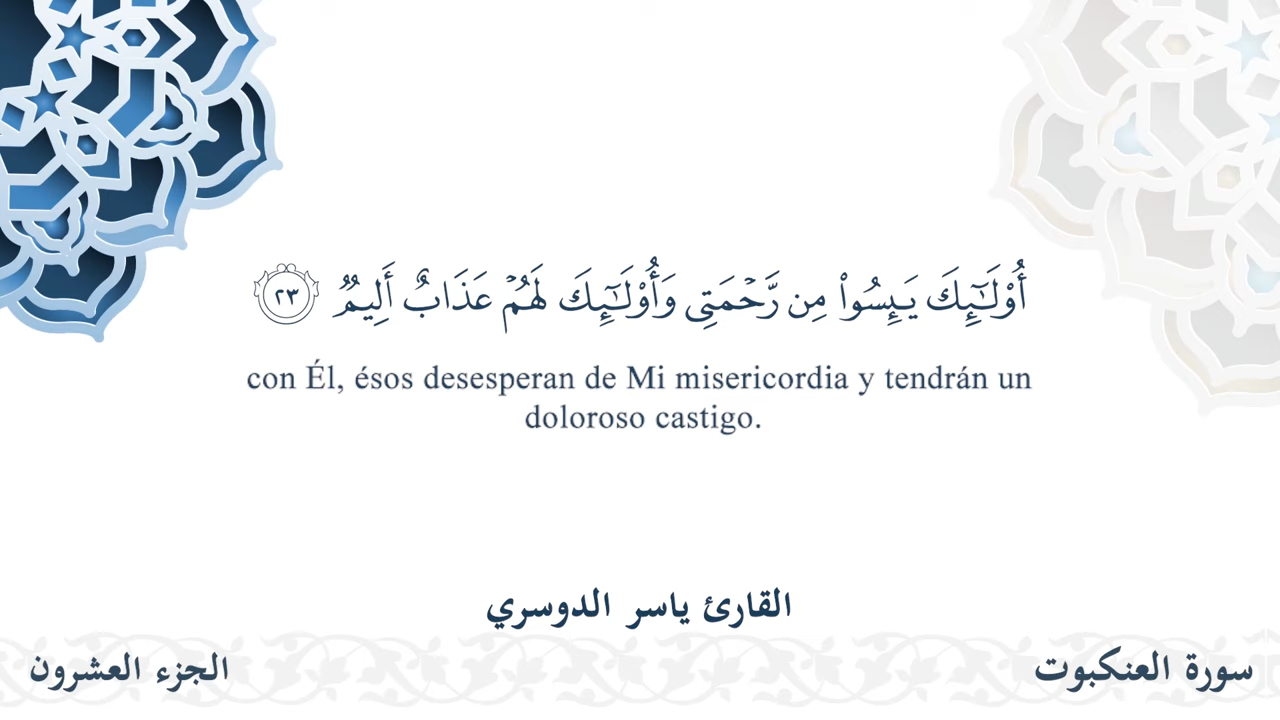 أُوْلَـٰٓئِكَ يَـئِسُوا۟ مِن رَّحْمَتِى وَأُوْلَـٰٓئِكَ لَهُمْ عَذَابٌ أَلِيمٌ ٢٣
con Él, ésos desesperan de Mi misericordia y tendrán un
doloroso castigo.
القارئ ياسر الدوسري
سورة العنكبوت
الجزء العشرون